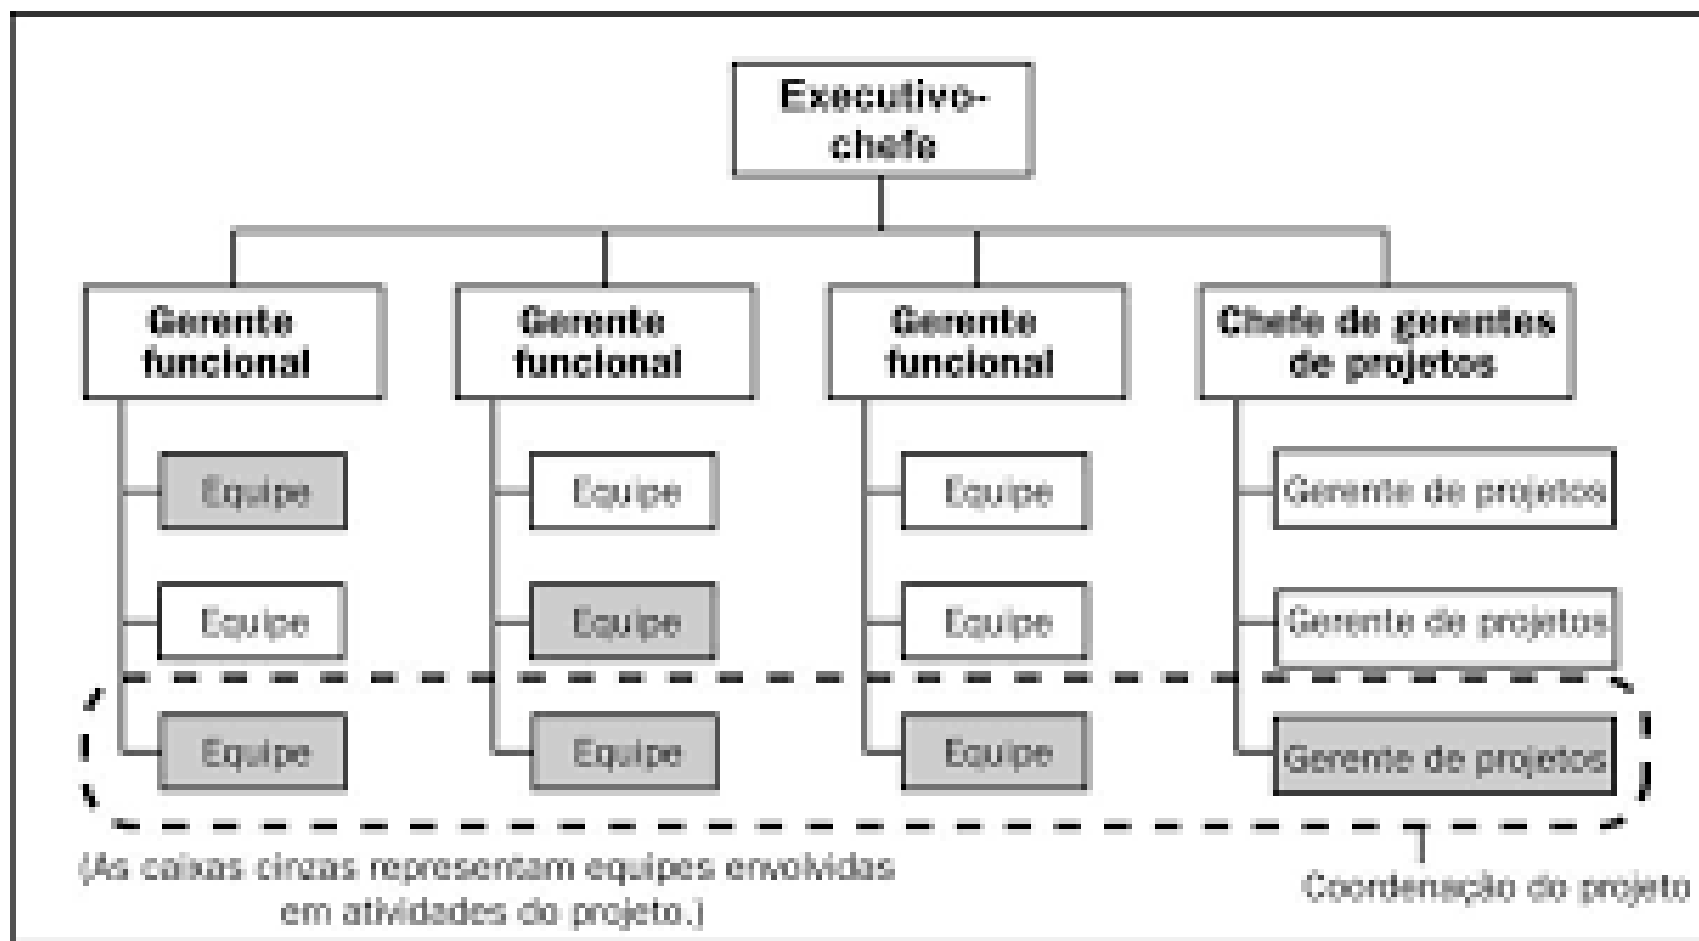 Executivo-
chefe
Gerente
funcional
Gerente
funcional
Gerente
funcional
Chefe de gerentes
de projetos
Equipe
Equipe
Equipe
Gerente de projetos
Equipe
Equipe
Equipe
Gerente de projetos
Equipe
Equipe
Equipe
Gerente de projetos
(As caixas cinzas representam equipes envolvidas
em atividades do projeto.)
Coordenação do projeto